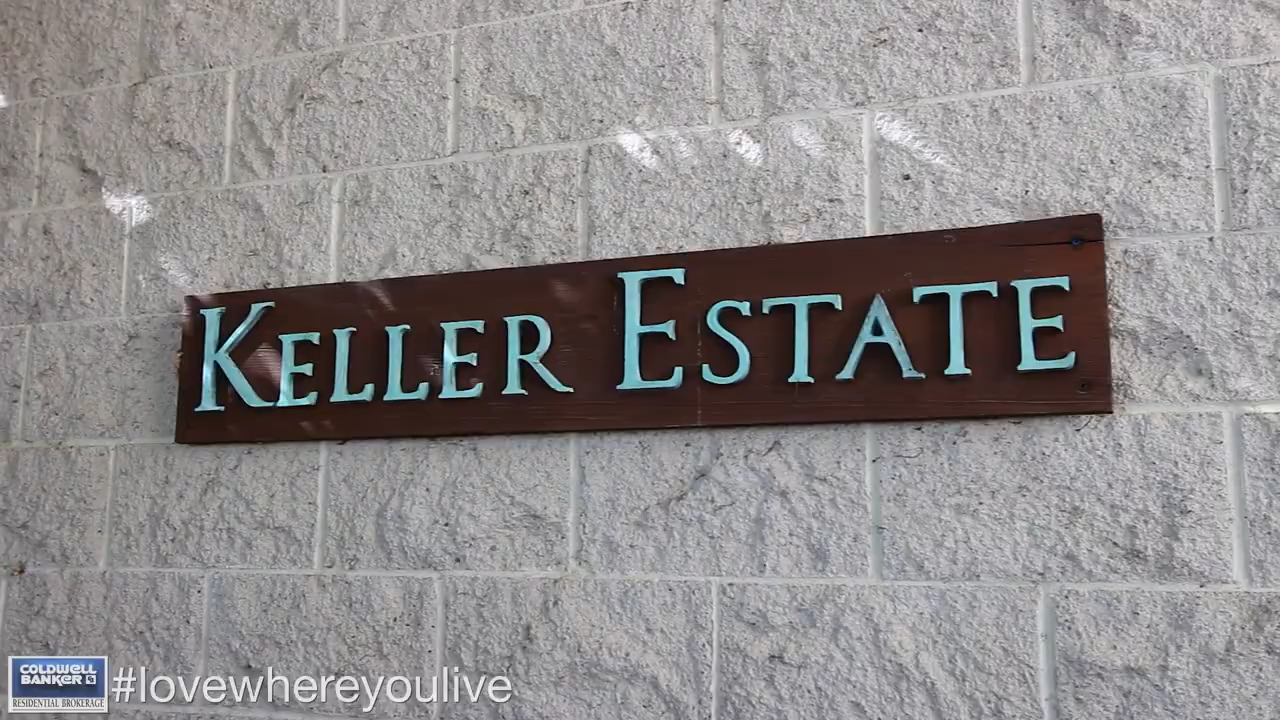 KELLER ESTATE
COLDWELL
BANKER
RESIDENTIAL BROKERAGE
#lovewhereyoulive